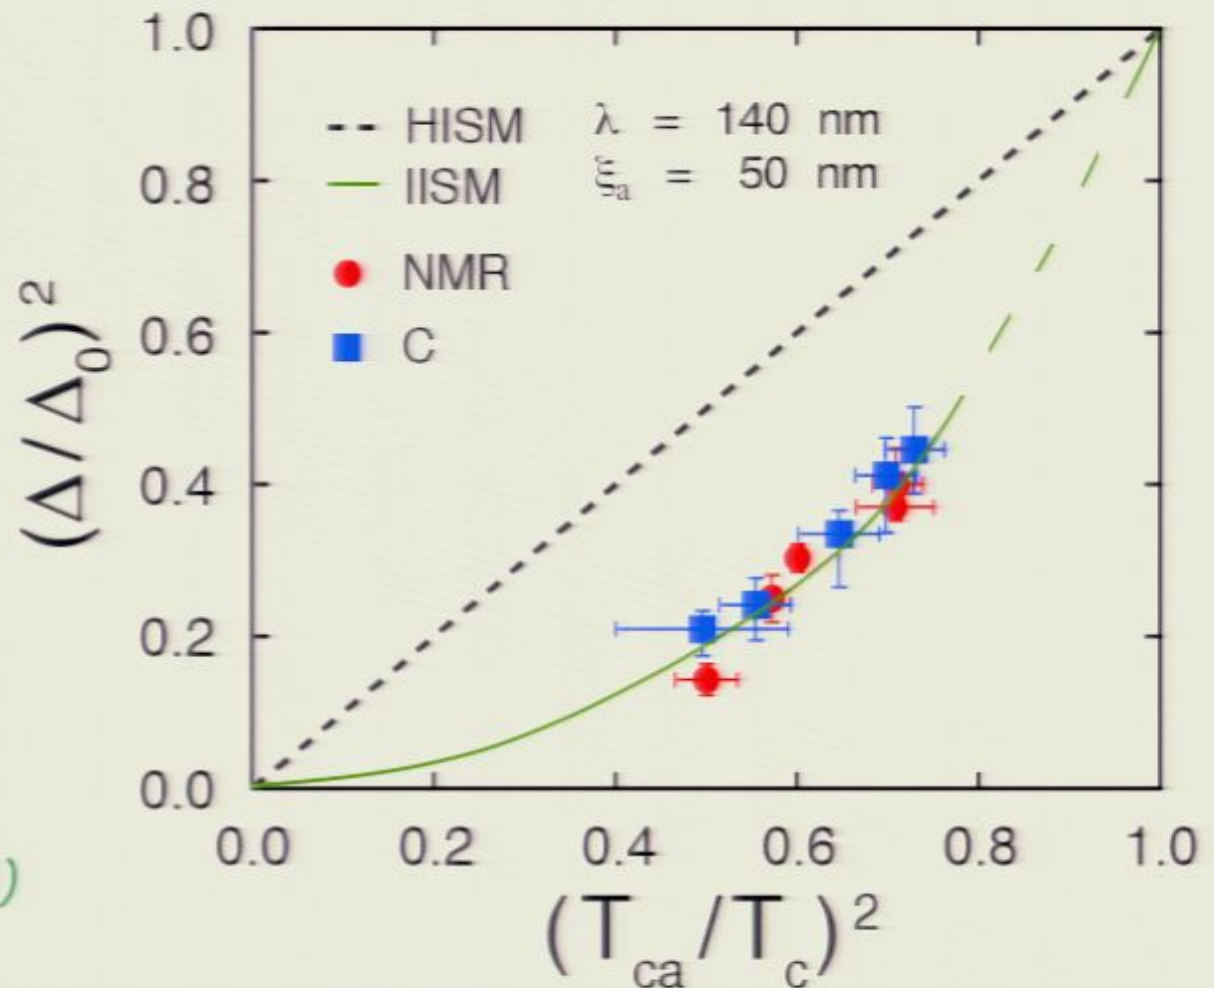 1.0
0.8
0.6
0.4
0.2
0.0
(Δ/Δ0)2
HISM
IISM
NMR
C
λ = 140 nm
ξa = 50 nm
0.0 0.2 0.4 0.6 0.8 1.0
(Tca/Tc)2
)